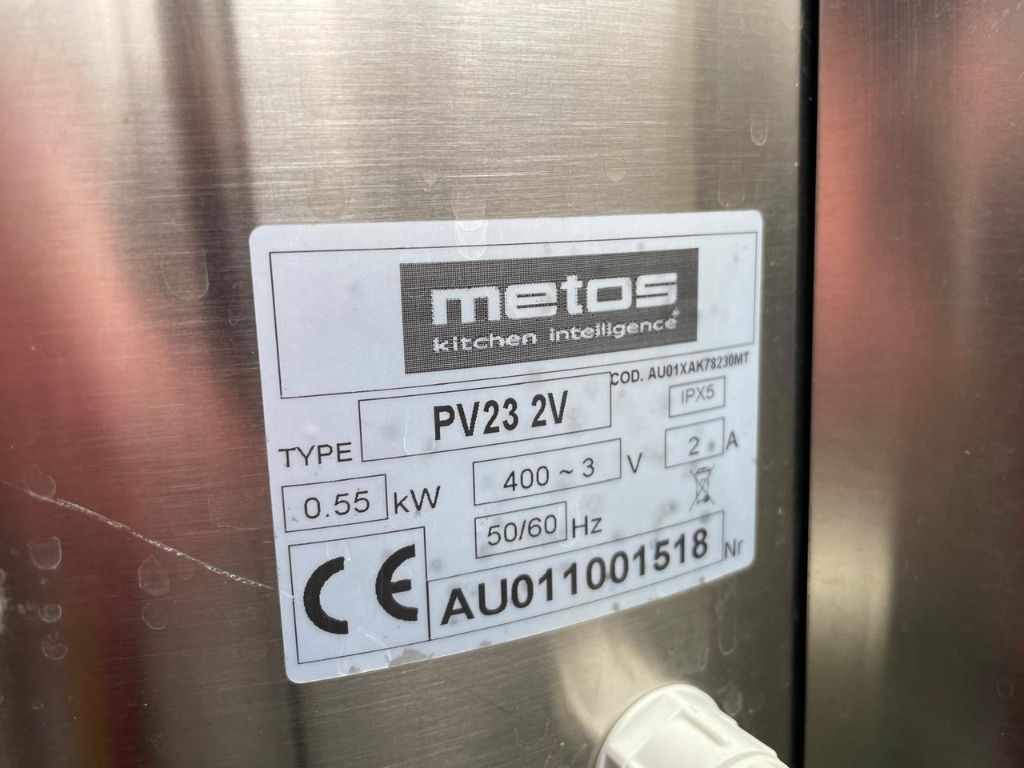 metos
kitchen intelligence
COD. AU01XAK78230MT
TYPE PV23 2V IPX5
0.55 kW 400 ~ 3 V 2 A
50/60 Hz
CE AU011001518 Nr